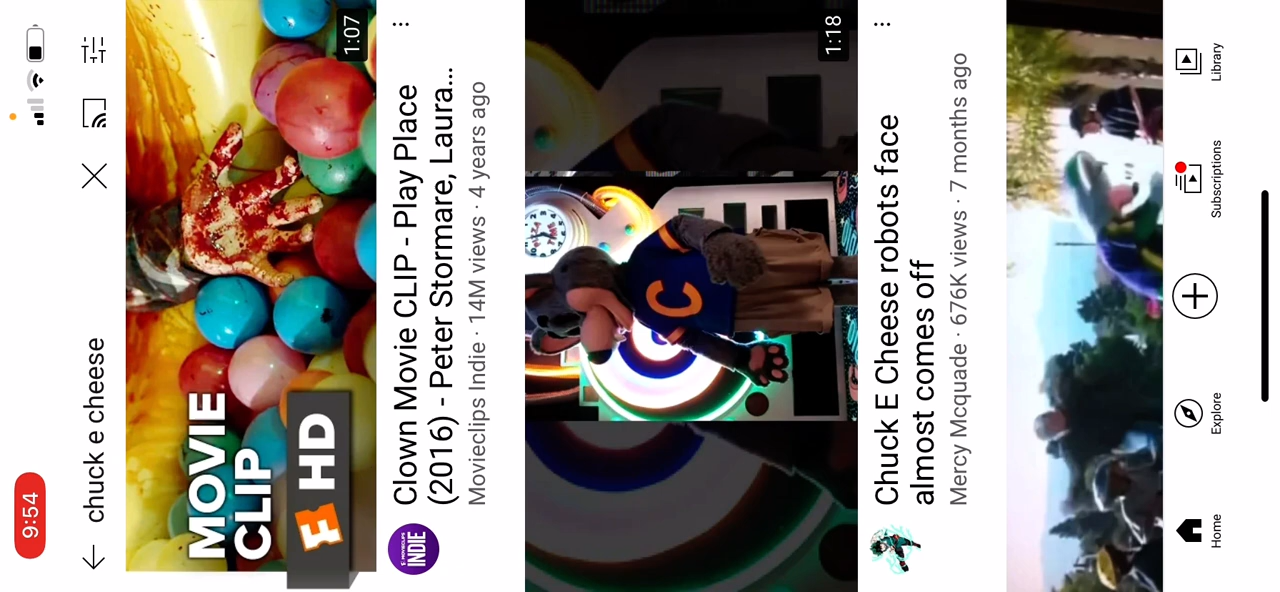 9:54
chuck e cheese
MOVIE
CLIP
HD
1:07
MOVIECLIPS
INDIE
Clown Movie CLIP - Play Place
(2016) - Peter Stormare, Laura...
Movieclips Indie · 14M views · 4 years ago
C
1:18
Chuck E Cheese robots face
almost comes off
Mercy Mcquade · 676K views · 7 months ago
Home
Explore
Subscriptions
Library